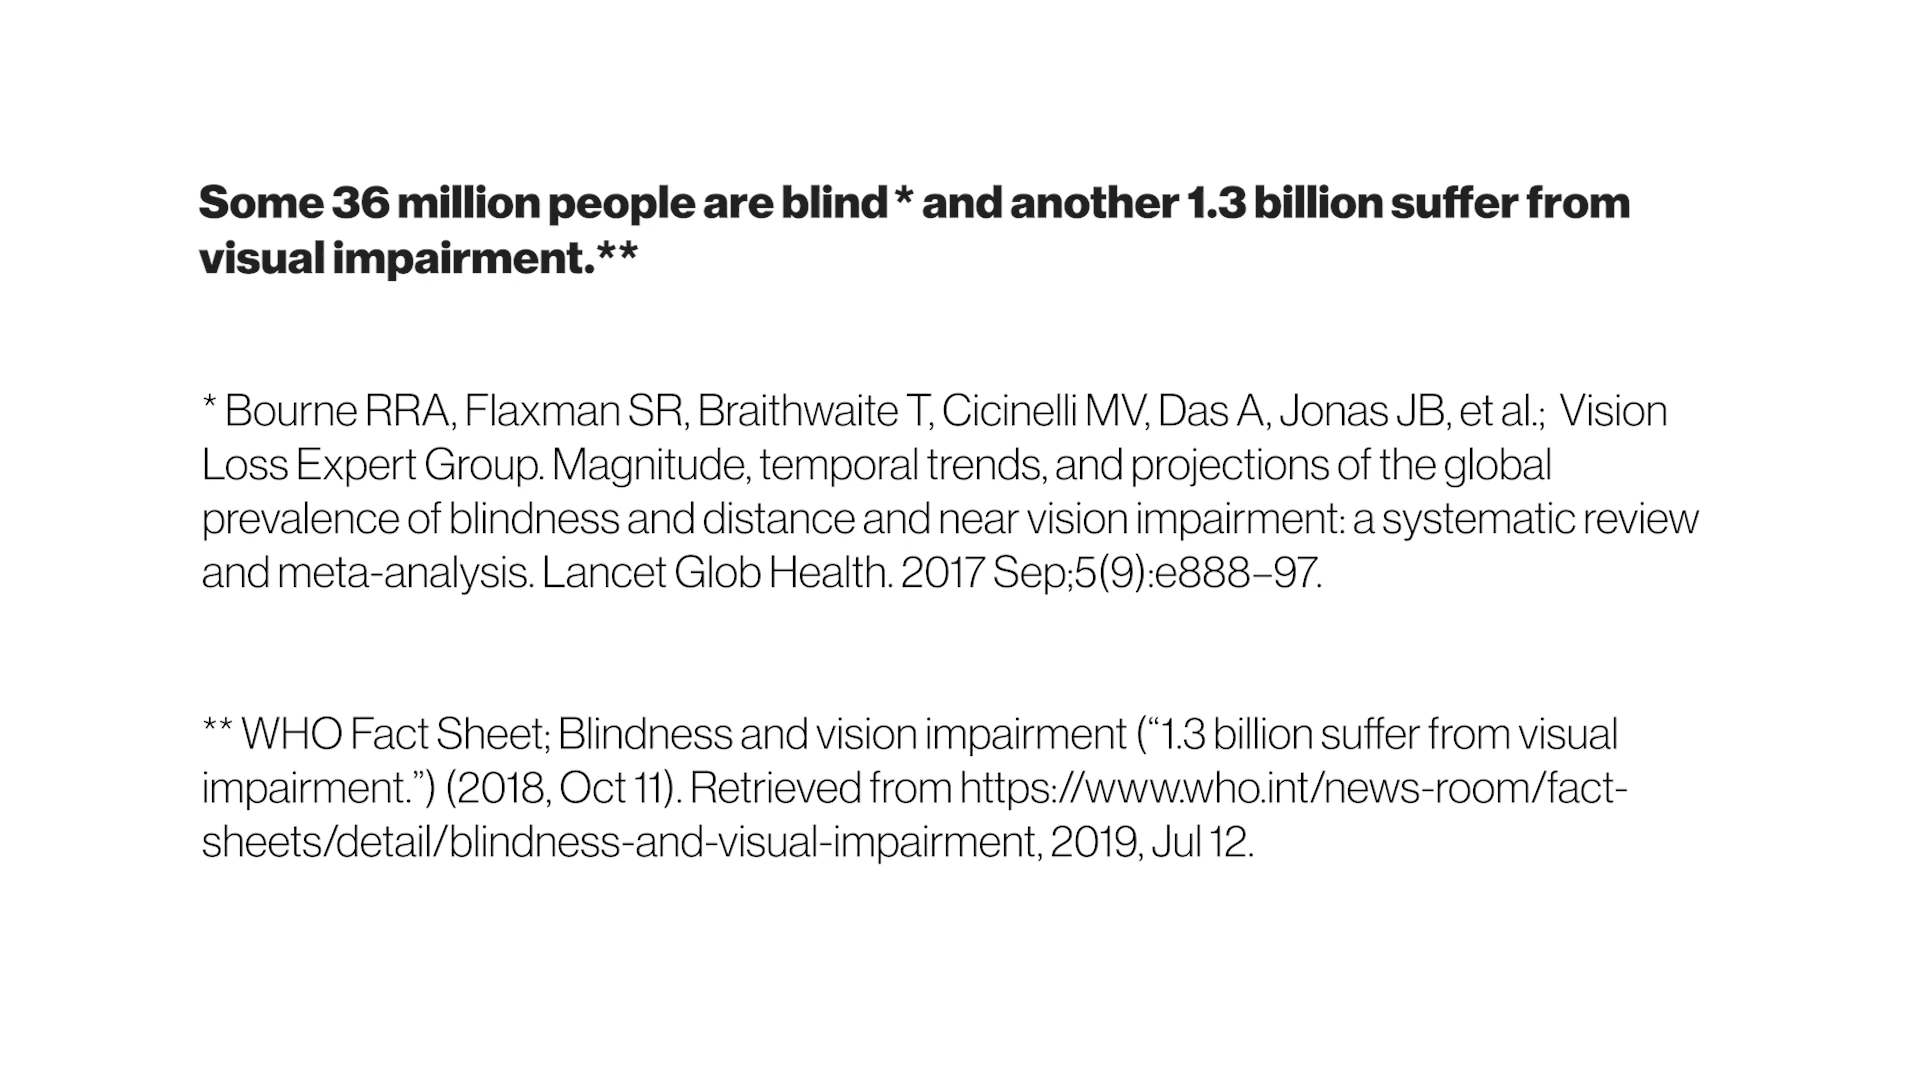 Some 36 million people are blind * and another 1.3 billion suffer from
visual impairment.**
* Bourne RRA, Flaxman SR, Braithwaite T, Cicinelli MV, Das A, Jonas JB, et al.;  Vision
Loss Expert Group. Magnitude, temporal trends, and projections of the global
prevalence of blindness and distance and near vision impairment: a systematic review
and meta-analysis. Lancet Glob Health. 2017 Sep;5(9):e888–97.
** WHO Fact Sheet; Blindness and vision impairment (“1.3 billion suffer from visual
impairment.”) (2018, Oct 11). Retrieved from https://www.who.int/news-room/fact-
sheets/detail/blindness-and-visual-impairment, 2019, Jul 12.